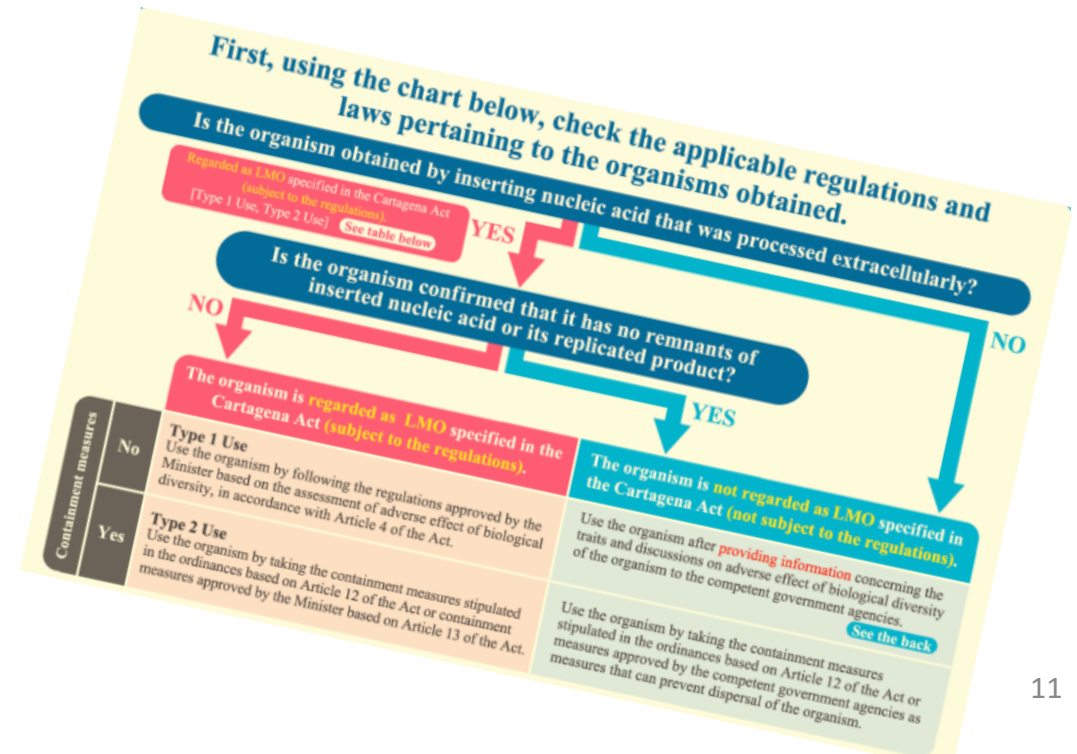 First, using the chart below, check the applicable regulations and
laws pertaining to the organisms obtained.
Is the organism obtained by inserting nucleic acid that was processed extracellularly?
Regarded as LMO specified in the Cartagena Act
(subject to the regulations).
[Type 1 Use, Type 2 Use] See table below
YES
NO
Is the organism confirmed that it has no remnants of
inserted nucleic acid or its replicated product?
NO
YES
The organism is regarded as LMO specified in the
Cartagena Act (subject to the regulations).
The organism is not regarded as LMO specified in
the Cartagena Act (not subject to the regulations).
Containment measures
No
Type 1 Use
Use the organism by following the regulations approved by the
Minister based on the assessment of adverse effect of biological
diversity, in accordance with Article 4 of the Act.
Use the organism after providing information concerning the
traits and discussions on adverse effect of biological diversity
of the organism to the competent government agencies.
See the back
Yes
Type 2 Use
Use the organism by taking the containment measures stipulated
in the ordinances based on Article 12 of the Act or containment
measures approved by the Minister based on Article 13 of the Act.
Use the organism by taking the containment measures
stipulated in the ordinances based on Article 12 of the Act or
measures approved by the competent government agencies as
measures that can prevent dispersal of the organism.
11